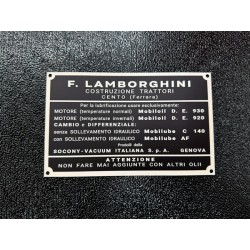 F. LAMBORGHINI
COSTRUZIONE TRATTORI
CENTO (Ferrara)
Per la lubrificazione usare esclusivamente:
MOTORE (temperature normali) Mobiloil D. E. 930
MOTORE (temperature invernali) Mobiloil D. E. 920
CAMBIO e DIFFERENZIALE:
senza SOLLEVAMENTO IDRAULICO Mobilube C 140
con SOLLEVAMENTO IDRAULICO Mobilube AF
Prodotti della
SOCONY-VACUUM ITALIANA S.p.A. GENOVA
ATTENZIONE
NON FARE MAI AGGIUNTE CON ALTRI OLII